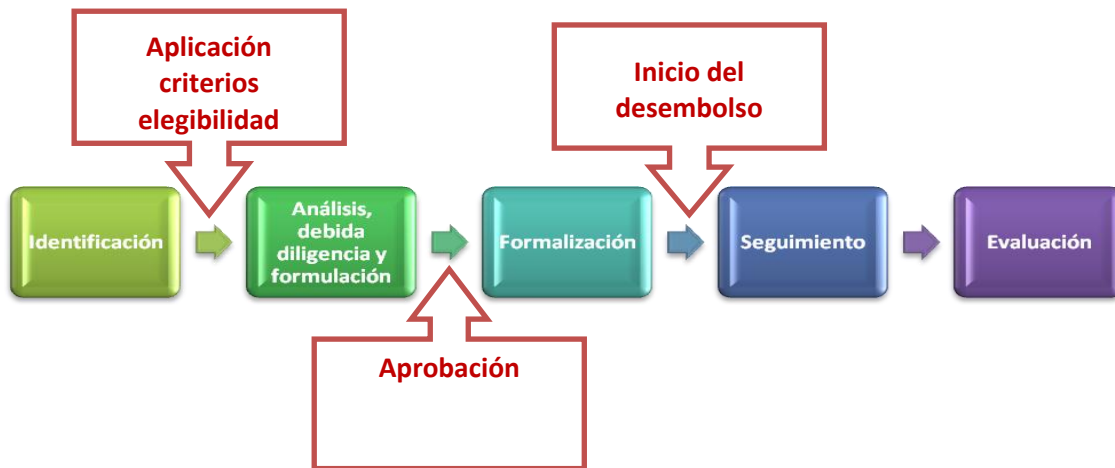 Aplicación
criterios
elegibilidad
Inicio del
desembolso
Identificación
Análisis,
debida
diligencia y
formulación
Formalización
Seguimiento
Evaluación
Aprobación